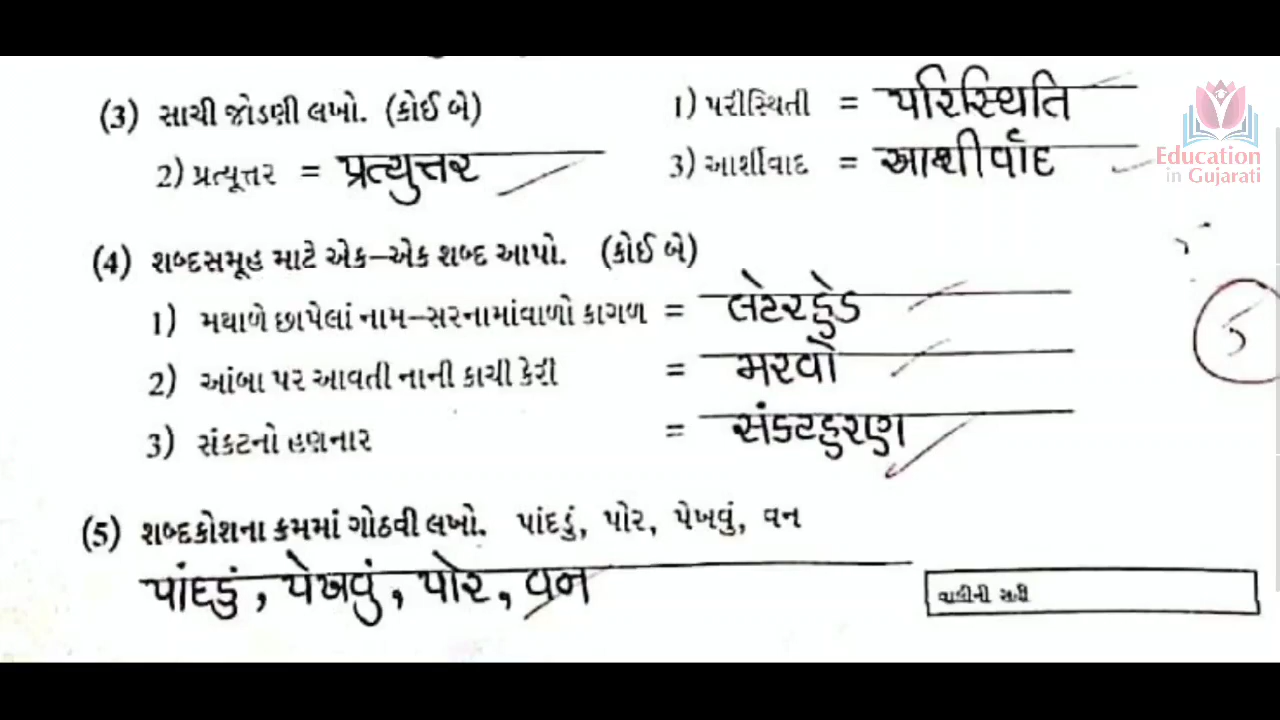 (3) સાચી જોડણી લખો. (કોઈ બે) 1) પરીસ્થિતી = પરિસ્થિતિ
2) પ્રત્યૂત્તર = પ્રત્યુત્તર 3) આર્શીવાદ = આશીર્વાદ
Education
in Gujarati
(4) શબ્દસમૂહ માટે એક-એક શબ્દ આપો. (કોઈ બે)
1) મથાળે છાપેલાં નામ-સરનામાંવાળો કાગળ = લેટરહેડ
2) આંબા પર આવતી નાની કાચી કેરી = મરવો
3) સંકટનો હણનાર = સંકટહરણ
(5) શબ્દકોશના ક્રમમાં ગોઠવી લખો. પાંદડું, પોર, પેખવું, વન
પાંદડું, પેખવું, પોર, વન
વાલીની સહી